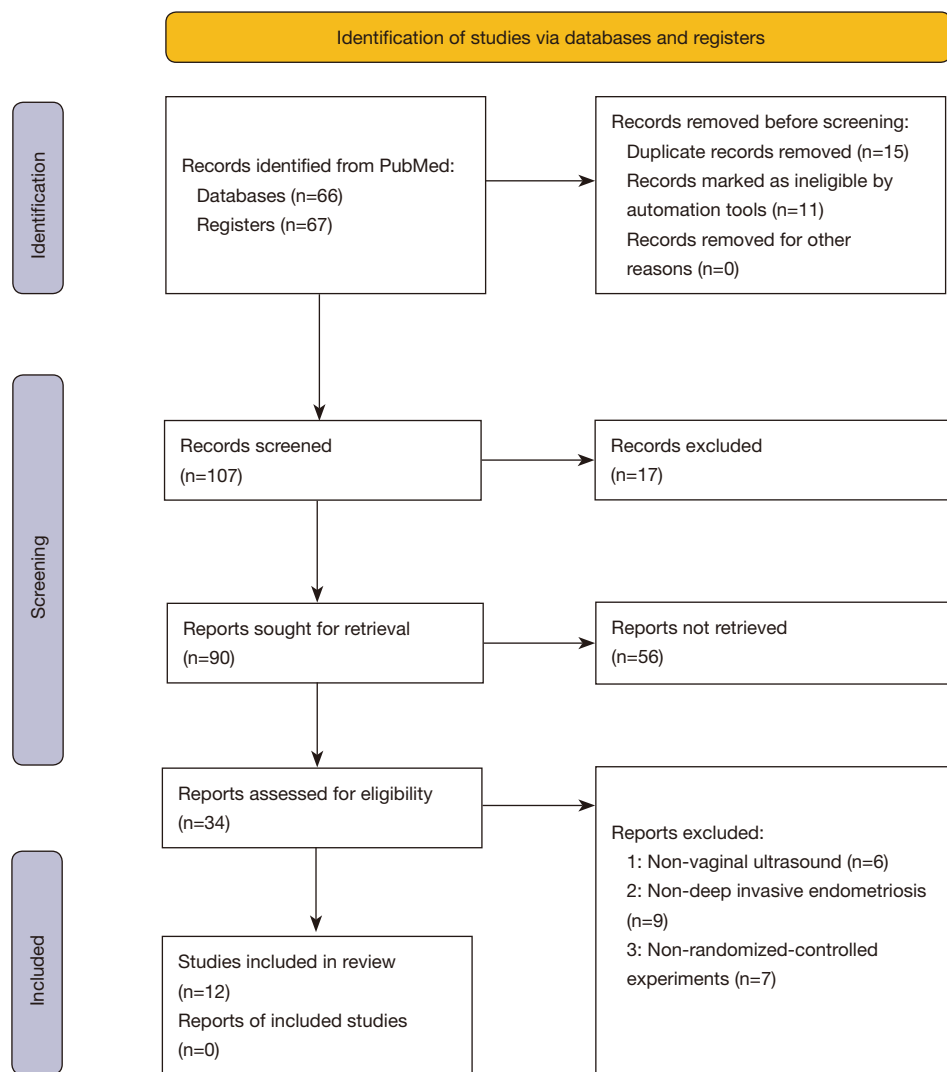 Identification of studies via databases and registers
Identification
Records identified from PubMed:
Databases (n=66)
Registers (n=67)
Records removed before screening:
Duplicate records removed (n=15)
Records marked as ineligible by
automation tools (n=11)
Records removed for other
reasons (n=0)
Screening
Records screened
(n=107)
Records excluded
(n=17)
Reports sought for retrieval
(n=90)
Reports not retrieved
(n=56)
Reports assessed for eligibility
(n=34)
Reports excluded:
1: Non-vaginal ultrasound (n=6)
2: Non-deep invasive endometriosis
(n=9)
3: Non-randomized-controlled
experiments (n=7)
Included
Studies included in review
(n=12)
Reports of included studies
(n=0)